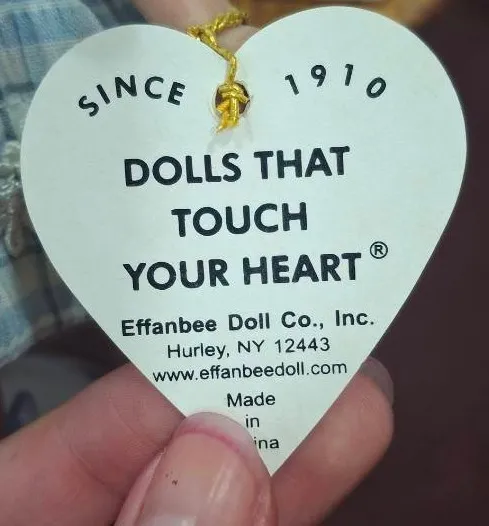 SINCE 1910
DOLLS THAT
TOUCH
YOUR HEART®
Effanbee Doll Co., Inc.
Hurley, NY 12443
www.effanbeedoll.com
Made
in